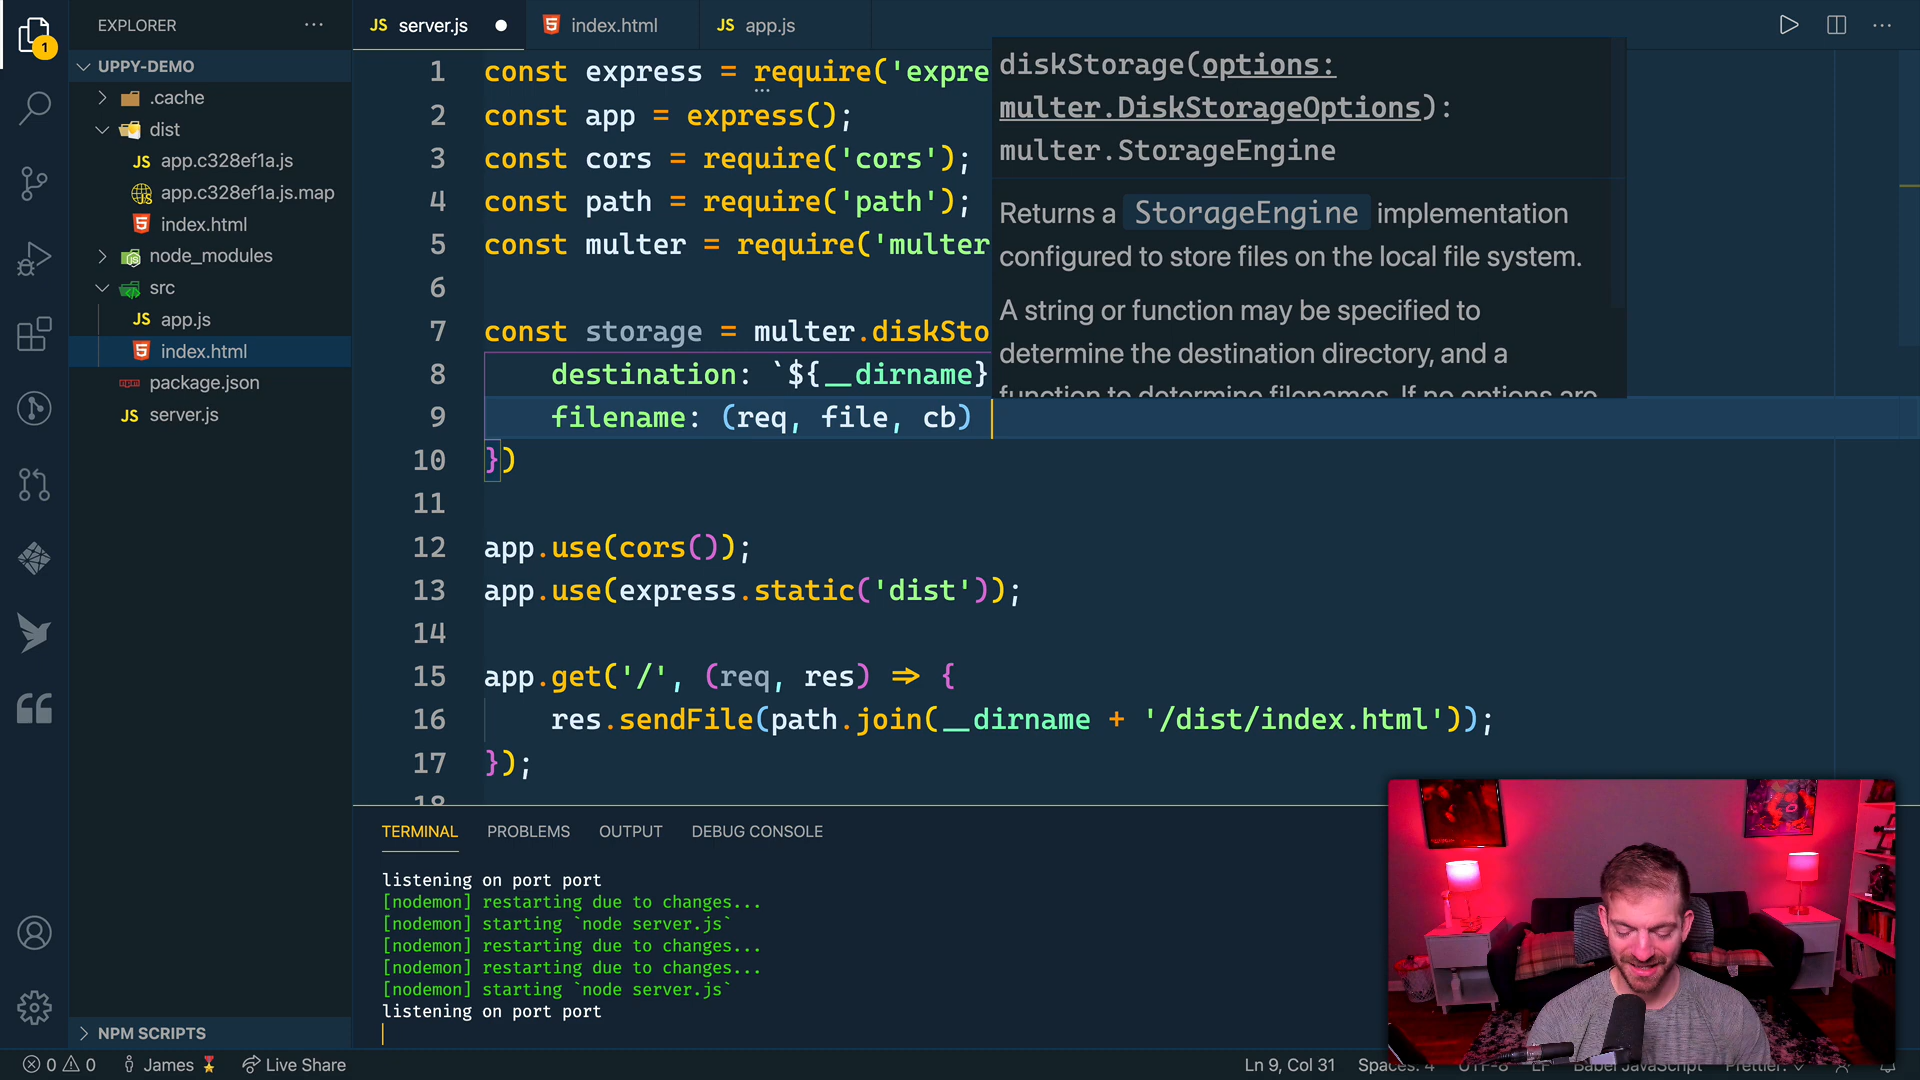 EXPLORER
server.js
index.html
app.js
1
UPPY-DEMO
.cache
dist
app.c328ef1a.js
app.c328ef1a.js.map
index.html
node_modules
src
app.js
index.html
package.json
server.js
NPM SCRIPTS
1 const express = require('expre
2 const app = express();
3 const cors = require('cors');
4 const path = require('path');
5 const multer = require('multer
6
7 const storage = multer.diskSto
8 destination: `${__dirname}
9 filename: (req, file, cb)
10 })
11
12 app.use(cors());
13 app.use(express.static('dist'));
14
15 app.get('/', (req, res) => {
16 res.sendFile(path.join(__dirname + '/dist/index.html'));
17 });
18
diskStorage(options:
multer.DiskStorageOptions):
multer.StorageEngine
Returns a StorageEngine implementation
configured to store files on the local file system.
A string or function may be specified to
determine the destination directory, and a
function to determine filenames. If no options are
TERMINAL PROBLEMS OUTPUT DEBUG CONSOLE
listening on port port
[nodemon] restarting due to changes...
[nodemon] starting `node server.js`
[nodemon] restarting due to changes...
[nodemon] restarting due to changes...
[nodemon] starting `node server.js`
listening on port port
0 0 James Live Share
Ln 9, Col 31 Spaces: 4 UTF-8 LF Babel JavaScript Prettier: